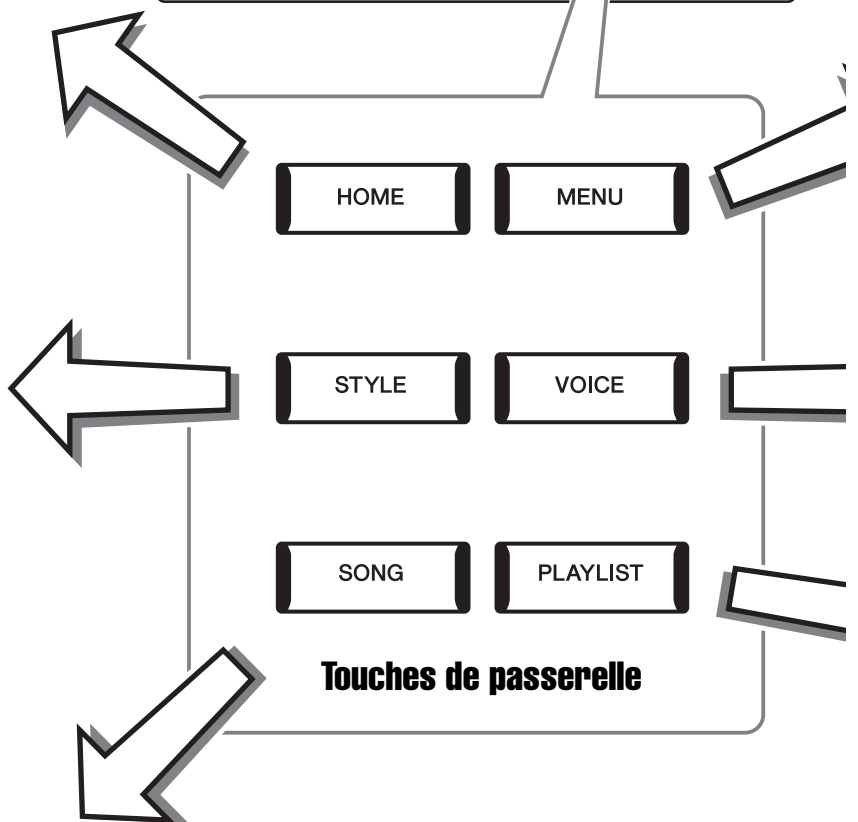 HOME
MENU
STYLE
VOICE
SONG
PLAYLIST
Touches de passerelle